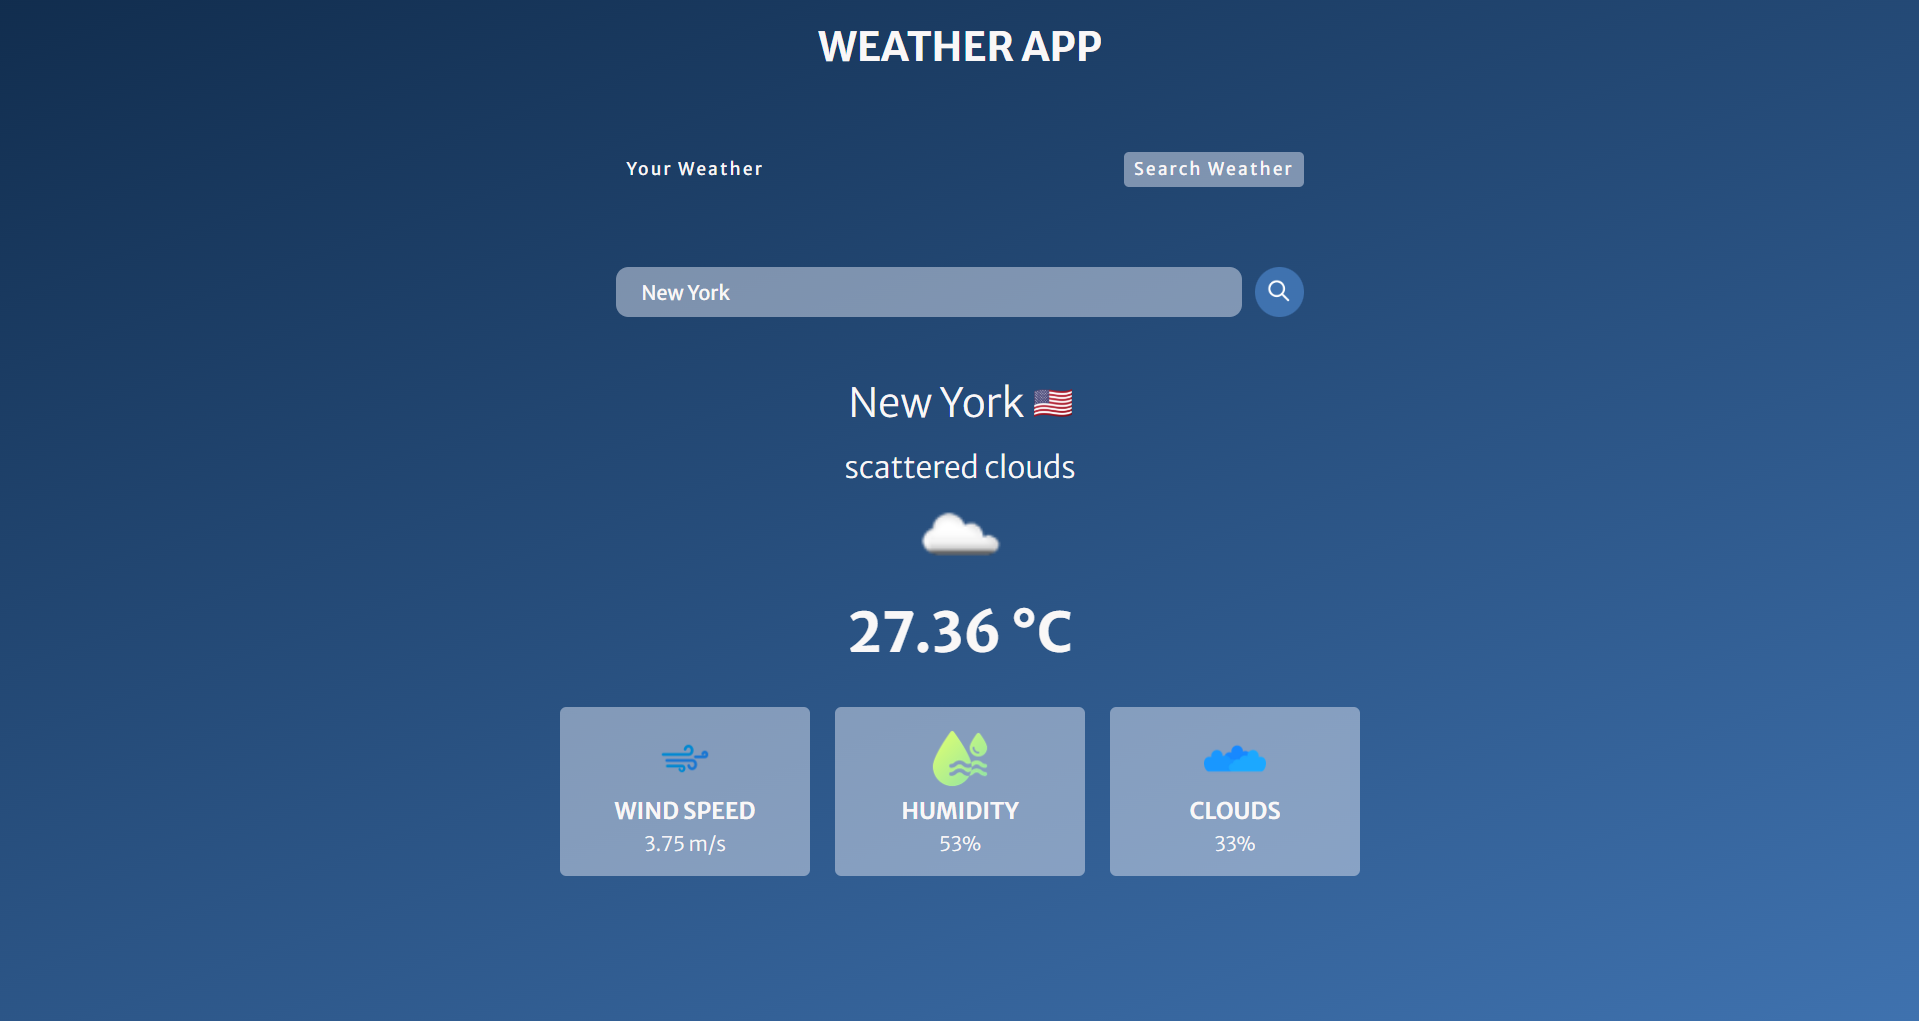 WEATHER APP
Your Weather
Search Weather
New York
New York
scattered clouds
27.36 °C
WIND SPEED
3.75 m/s
HUMIDITY
53%
CLOUDS
33%